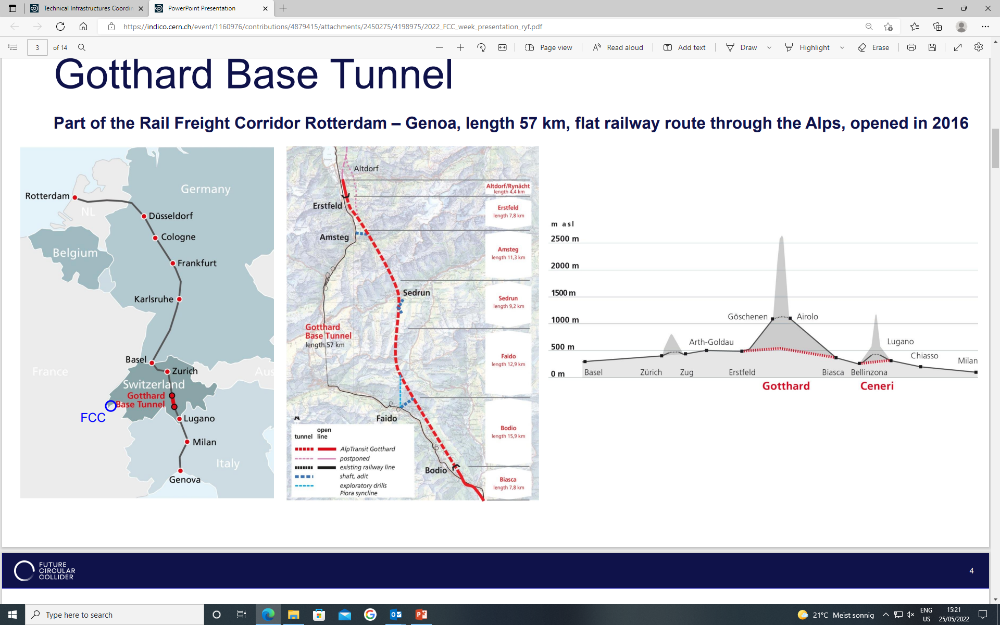 Technical Infrastructures Coordin
PowerPoint Presentation
https://indico.cern.ch/event/1160976/contributions/4879415/attachments/2450275/4198975/2022_FCC_week_presentation_ryf.pdf
3 of 14
Page view
Read aloud
Add text
Draw
Highlight
Erase
Gotthard Base Tunnel
Part of the Rail Freight Corridor Rotterdam – Genoa, length 57 km, flat railway route through the Alps, opened in 2016
Rotterdam
NL
Germany
Düsseldorf
Cologne
Belgium
Frankfurt
Karlsruhe
Basel
France
Zurich
Aus
Switzerland
Gotthard
Base Tunnel
FCC
Lugano
Milan
Italy
Genova
Altdorf
Erstfeld
Amsteg
Sedrun
Gotthard
Base Tunnel
length 57 km
Faido
Bodio
Altdorf/Rynächt
length 4,4 km
Erstfeld
length 7,8 km
Amsteg
length 11,3 km
Sedrun
length 9,2 km
Faido
length 12,9 km
Bodio
length 15,9 km
Biasca
length 7,8 km
N
tunnel open line
AlpTransit Gotthard
postponed
existing railway line
shaft, adit
exploratory drills
Piora syncline
m asl
2500 m
2000 m
1500 m
1000 m
500 m
0 m
Göschenen
Airolo
Arth-Goldau
Lugano
Chiasso
Milan
Basel
Zürich
Zug
Erstfeld
Biasca
Bellinzona
Gotthard
Ceneri
FUTURE
CIRCULAR
COLLIDER
4
Type here to search
21°C Meist sonnig
ENG
US
15:21
25/05/2022